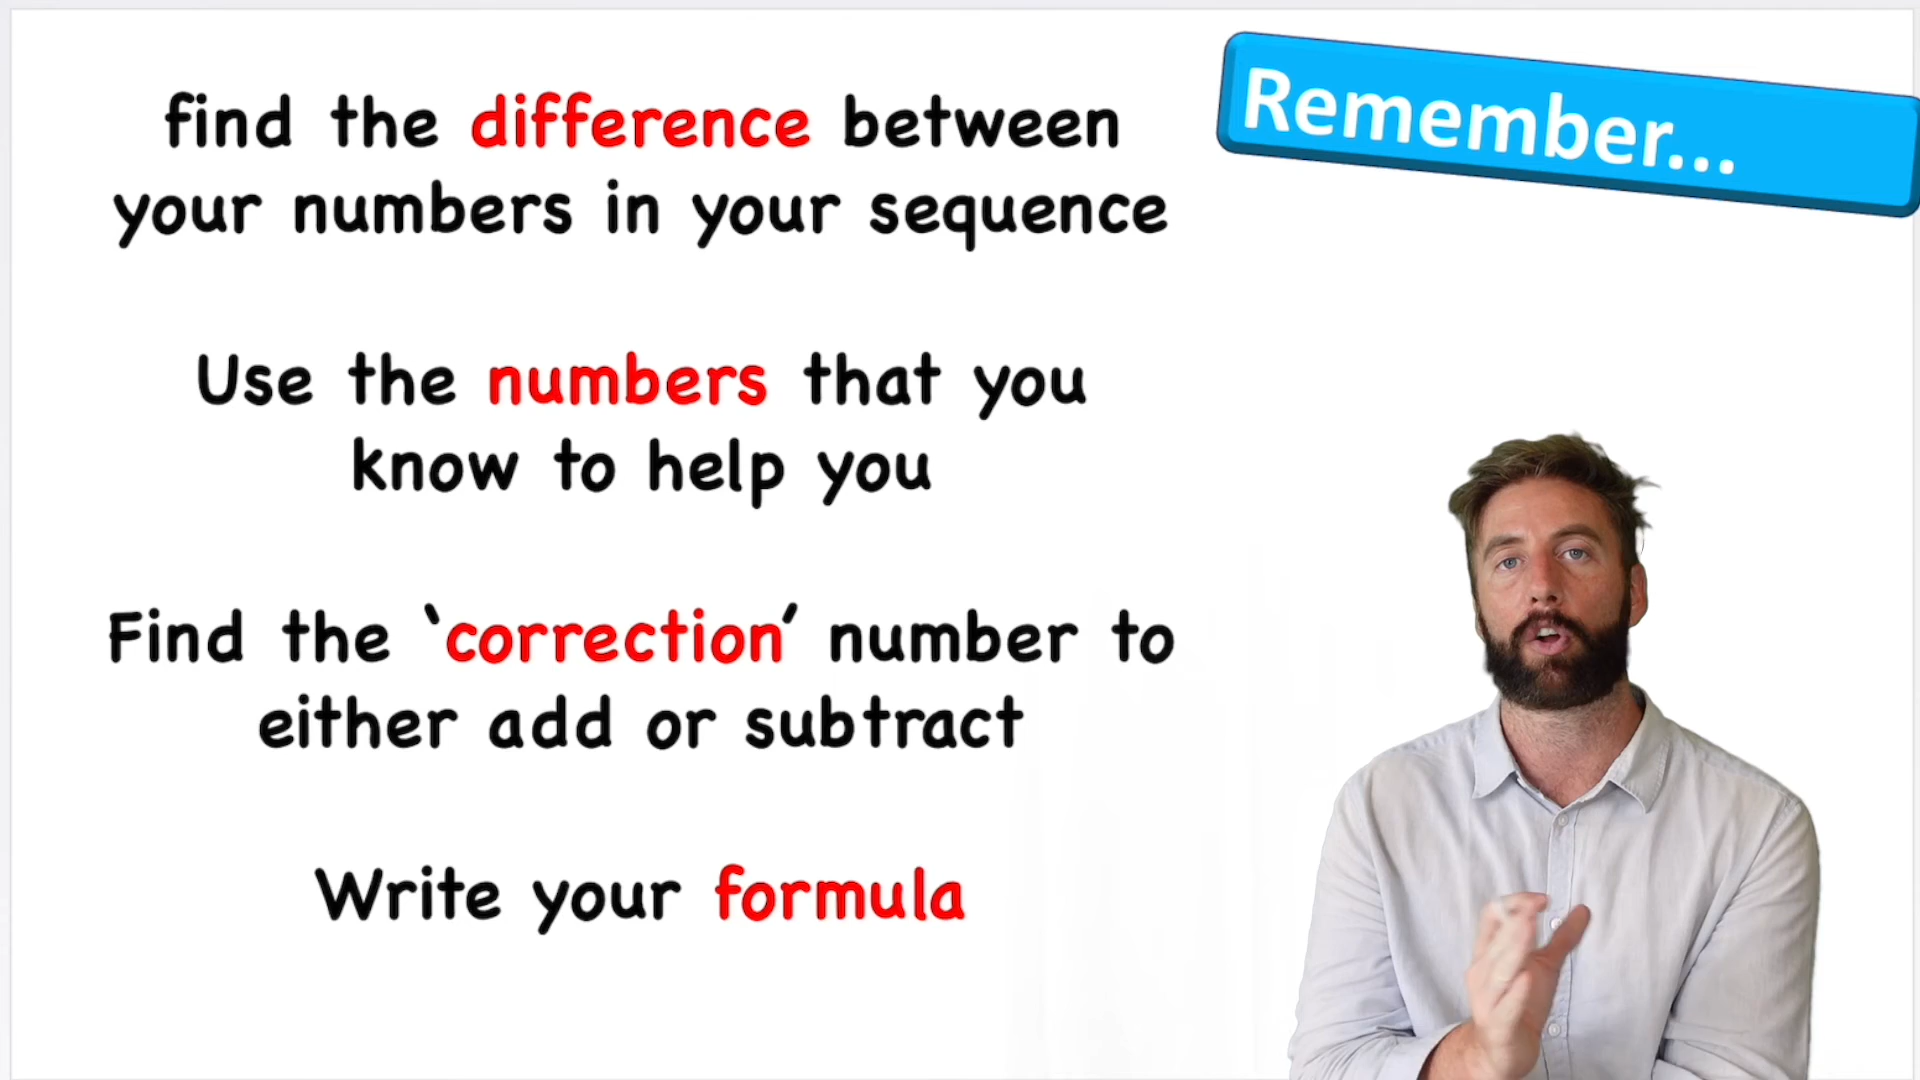 Remember...
find the difference between
your numbers in your sequence
Use the numbers that you
know to help you
Find the ‘correction’ number to
either add or subtract
Write your formula